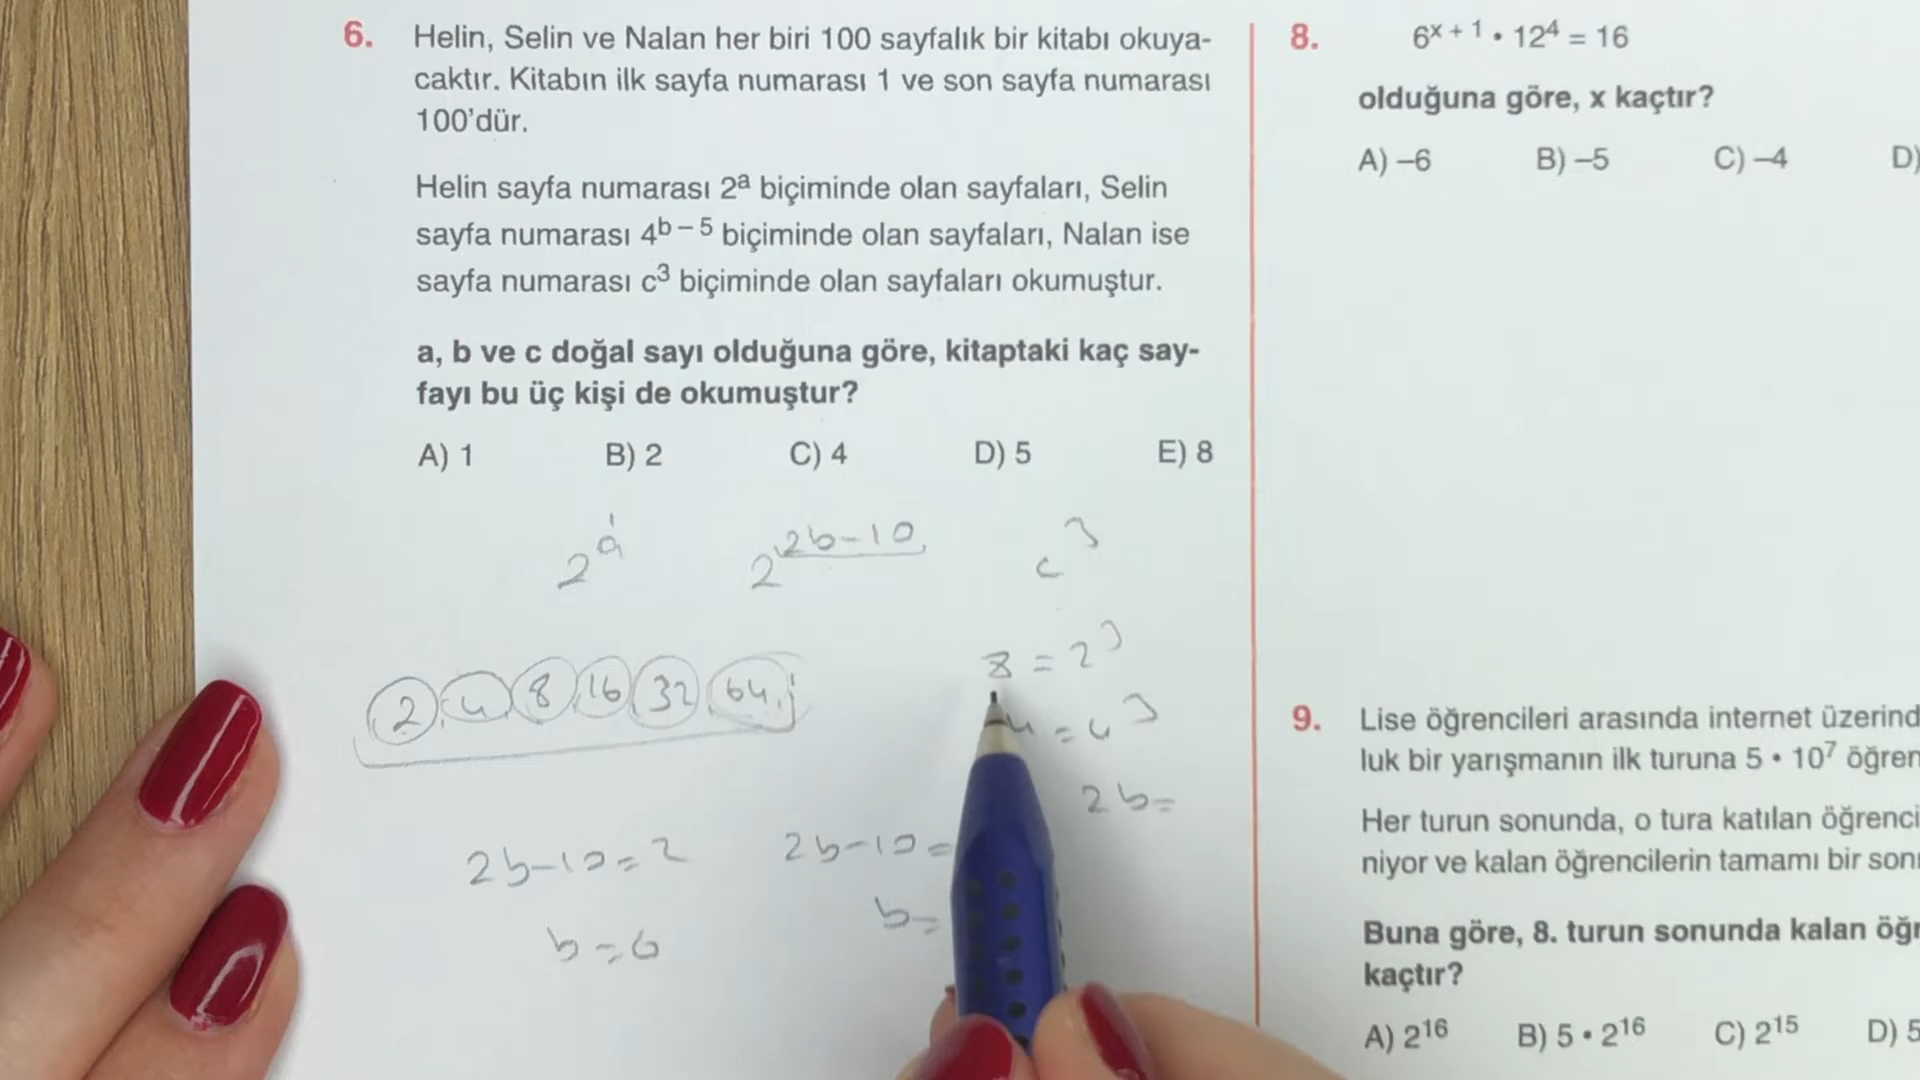 6. Helin, Selin ve Nalan her biri 100 sayfalık bir kitabı okuya-
caktır. Kitabın ilk sayfa numarası 1 ve son sayfa numarası
100'dür.
Helin sayfa numarası 2ᵃ biçiminde olan sayfaları, Selin
sayfa numarası 4ᵇ⁻⁵ biçiminde olan sayfaları, Nalan ise
sayfa numarası c³ biçiminde olan sayfaları okumuştur.
a, b ve c doğal sayı olduğuna göre, kitaptaki kaç say-
fayı bu üç kişi de okumuştur?
A) 1 B) 2 C) 4 D) 5 E) 8
2ᵃ 2²ᵇ⁻¹⁰ c³
8 = 2³
2 4 8 16 32 64
= 4³
2b=
2b-10=2 2b-10=
b=6 b=
8. 6ˣ⁺¹ • 12⁴ = 16
olduğuna göre, x kaçtır?
A) –6 B) –5 C) –4 D)
9. Lise öğrencileri arasında internet üzerind
luk bir yarışmanın ilk turuna 5 • 10⁷ öğren
Her turun sonunda, o tura katılan öğrenci
niyor ve kalan öğrencilerin tamamı bir son
Buna göre, 8. turun sonunda kalan öğr
kaçtır?
A) 2¹⁶ B) 5 • 2¹⁶ C) 2¹⁵ D) 5